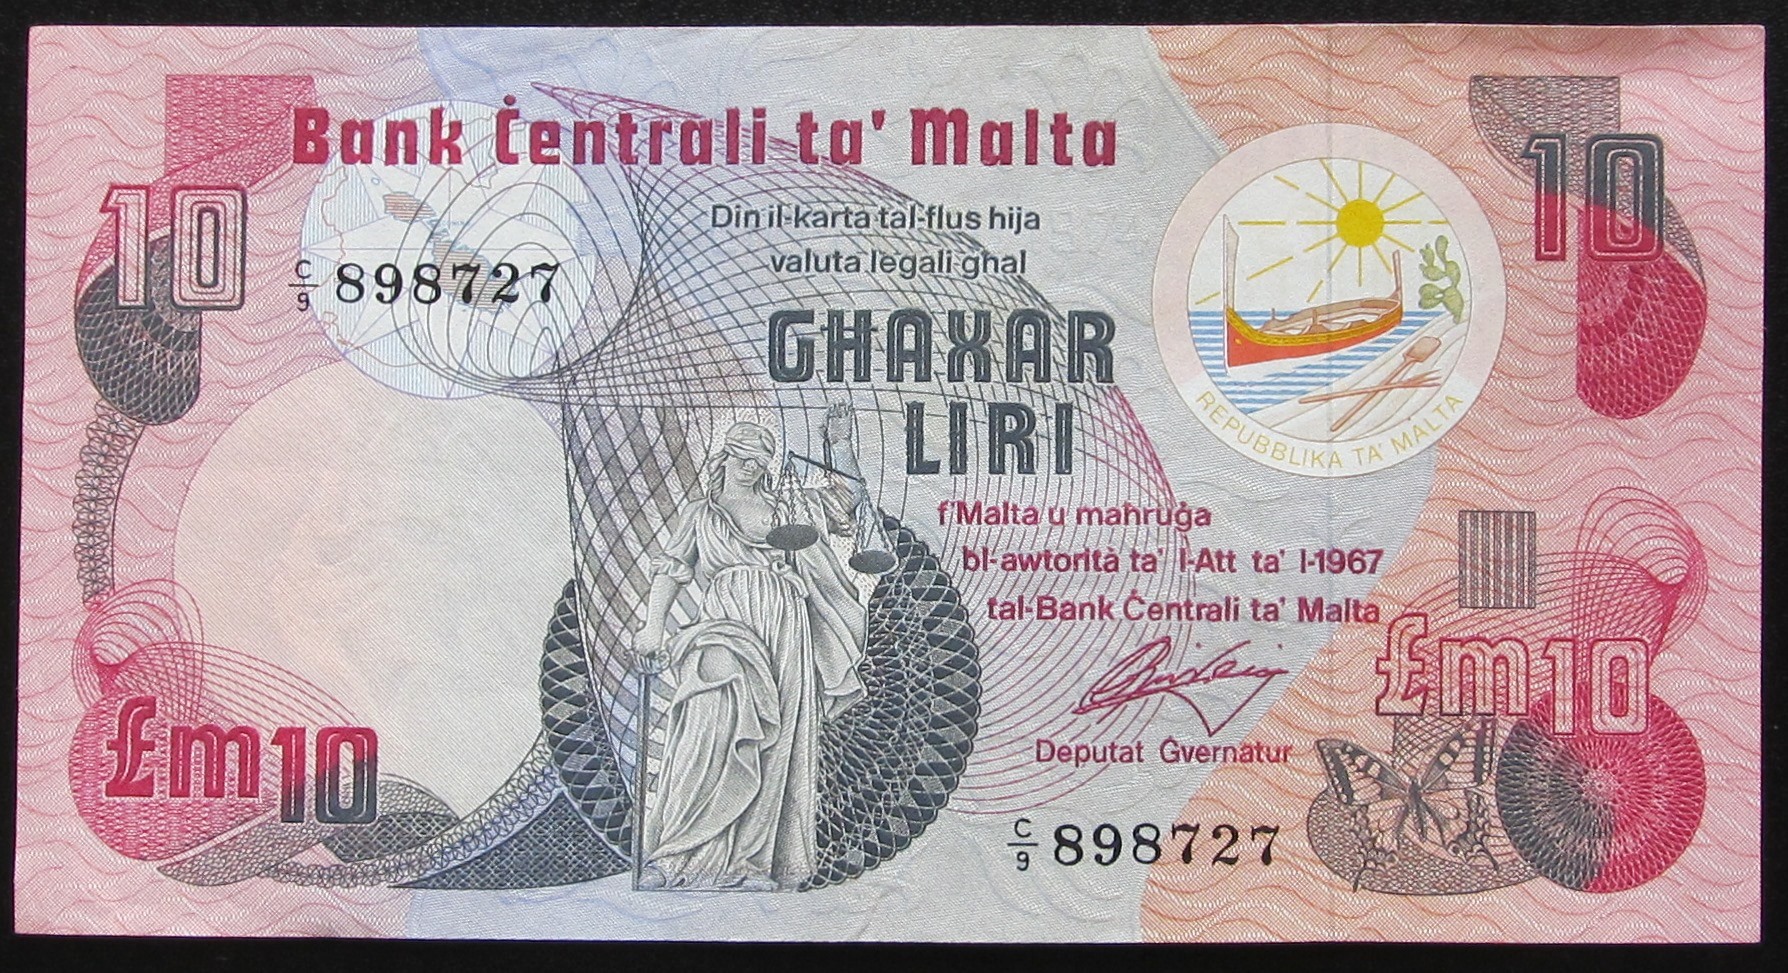 Bank Ċentrali ta' Malta
10
10
C/9 898727
Din il-karta tal-flus hija
valuta legali għal
GĦAXAR
LIRI
REPUBBLIKA TA' MALTA
f'Malta u maħruġa
bl-awtorità ta' l-Att ta' l-1967
tal-Bank Ċentrali ta' Malta
£m10
£m10
Deputat Gvernatur
C/9 898727